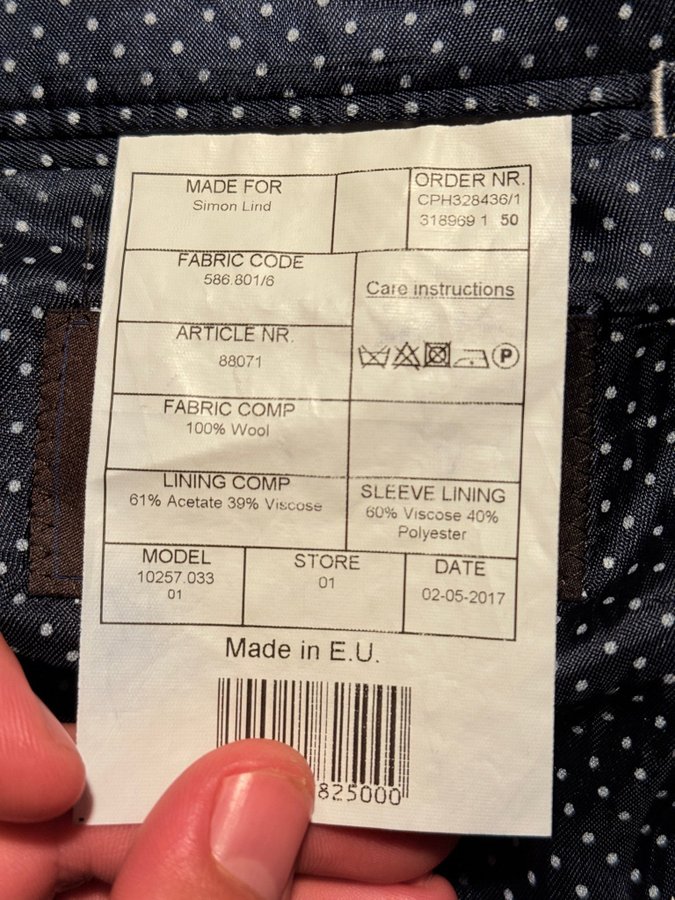 MADE FOR
Simon Lind
ORDER NR.
CPH328436/1
318969 1 50
FABRIC CODE
586.801/6
Care instructions
ARTICLE NR.
88071
P
FABRIC COMP
100% Wool
LINING COMP
61% Acetate 39% Viscose
SLEEVE LINING
60% Viscose 40%
Polyester
MODEL
10257.033
01
STORE
01
DATE
02-05-2017
Made in E.U.
825000